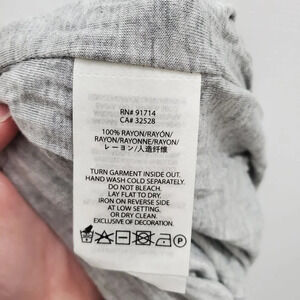 RN# 91714
CA# 32528
100% RAYON/RAYÓN/
RAYON/RAYONNE/RAYON/
レーヨン/人造纤维
TURN GARMENT INSIDE OUT.
HAND WASH COLD SEPARATELY.
DO NOT BLEACH.
LAY FLAT TO DRY.
IRON ON REVERSE SIDE
AT LOW SETTING,
OR DRY CLEAN.
EXCLUSIVE OF DECORATION.
P